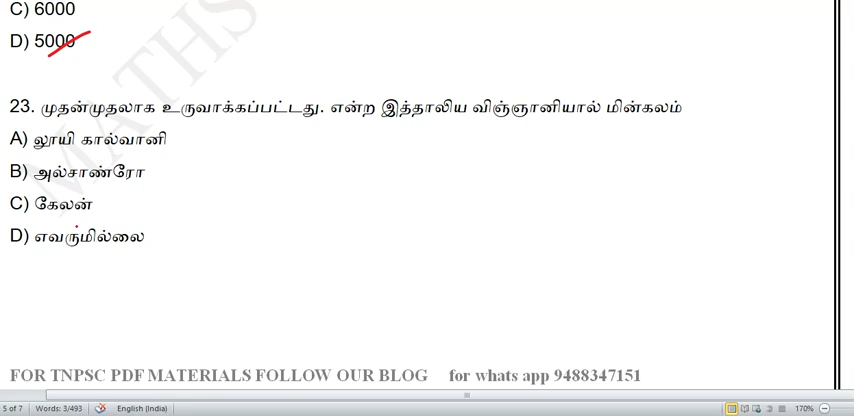 C) 6000
D) 5000
MATHS
23. முதன்முதலாக உருவாக்கப்பட்டது. என்ற இத்தாலிய விஞ்ஞானியால் மின்கலம்
A) லூயி கால்வானி
B) அல்சாண்ரோ
C) கேலன்
D) எவருமில்லை
FOR TNPSC PDF MATERIALS FOLLOW OUR BLOG for whats app 9488347151
5 of 7 Words: 3/493 English (India) 170%